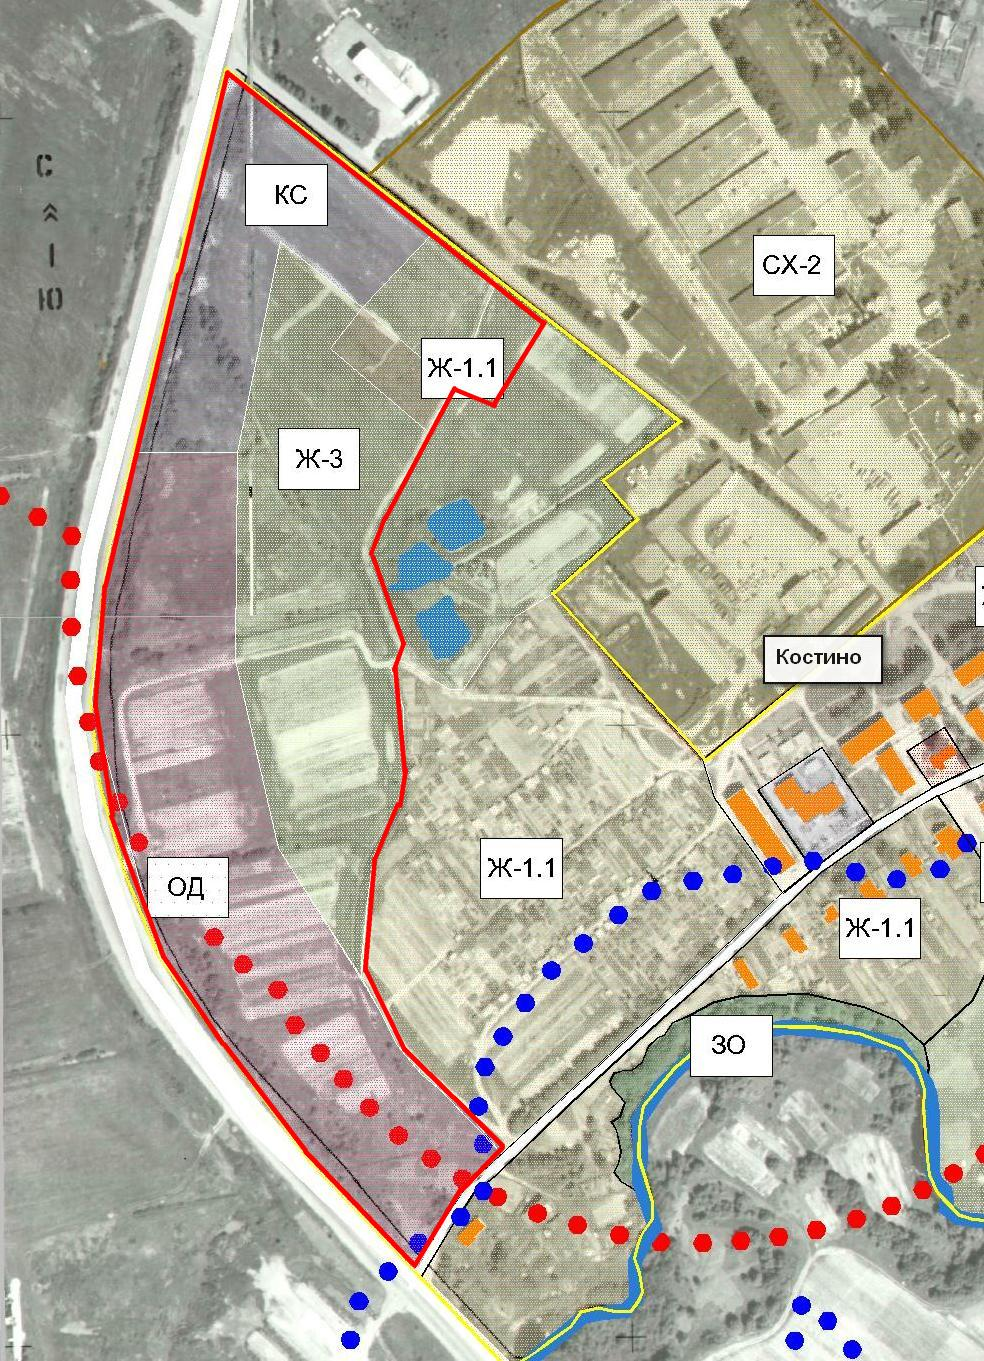 С
КС
СХ-2
Ю
Ж-1.1
Ж-3
Костино
Ж-1.1
ОД
Ж-1.1
ЗО